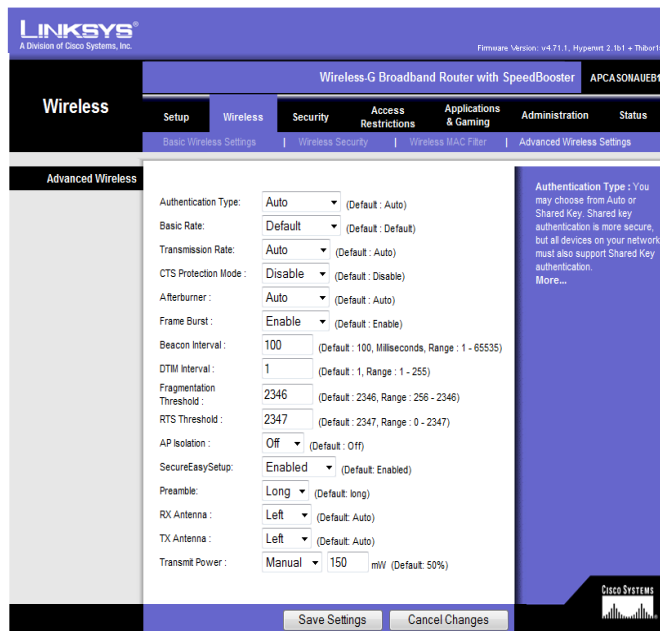 LINKSYS®
A Division of Cisco Systems, Inc.
Firmware Version: v4.71.1, Hyperwrt 2.1b1 + Thibor1
Wireless-G Broadband Router with SpeedBooster APCASONAUEB1
Wireless
Setup Wireless Security Access Restrictions Applications & Gaming Administration Status
Basic Wireless Settings | Wireless Security | Wireless MAC Filter | Advanced Wireless Settings
Advanced Wireless
Authentication Type: Auto (Default : Auto)
Basic Rate: Default (Default : Default)
Transmission Rate: Auto (Default : Auto)
CTS Protection Mode : Disable (Default : Disable)
Afterburner : Auto (Default : Auto)
Frame Burst : Enable (Default : Enable)
Beacon Interval : 100 (Default : 100, Milliseconds, Range : 1 - 65535)
DTIM Interval : 1 (Default : 1, Range : 1 - 255)
Fragmentation Threshold : 2346 (Default : 2346, Range : 256 - 2346)
RTS Threshold : 2347 (Default : 2347, Range : 0 - 2347)
AP Isolation : Off (Default : Off)
SecureEasySetup: Enabled (Default: Enabled)
Preamble: Long (Default: long)
RX Antenna : Left (Default: Auto)
TX Antenna : Left (Default: Auto)
Transmit Power : Manual 150 mW (Default: 50%)
Authentication Type : You
may choose from Auto or
Shared Key. Shared key
authentication is more secure,
but all devices on your network
must also support Shared Key
authentication.
More...
Save Settings Cancel Changes
CISCO SYSTEMS